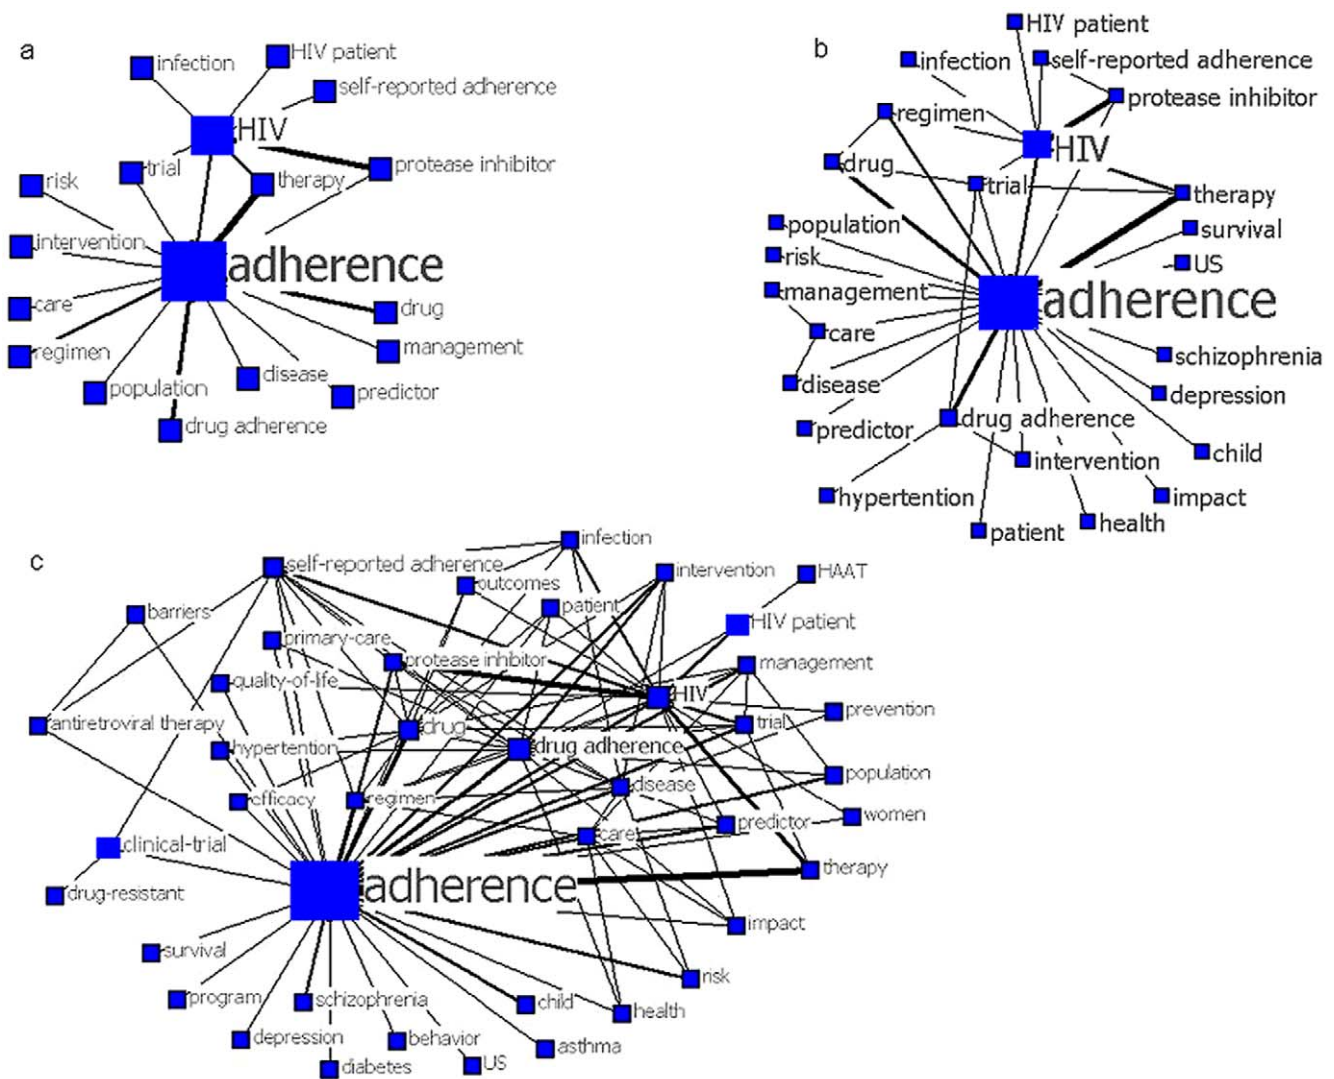 a
infection
HIV patient
self-reported adherence
HIV
trial
therapy
protease inhibitor
risk
intervention
adherence
care
drug
regimen
management
population
disease
predictor
drug adherence
b
HIV patient
infection
self-reported adherence
protease inhibitor
regimen
HIV
drug
trial
therapy
population
survival
risk
US
management
adherence
care
schizophrenia
disease
depression
drug adherence
predictor
child
intervention
hypertention
impact
patient
health
c
infection
self-reported adherence
outcomes
intervention
HAAT
barriers
patient
HIV patient
primary-care
protease inhibitor
management
quality-of-life
HIV
antiretroviral therapy
drug
trial
prevention
hypertention
drug adherence
disease
population
efficacy
regimen
care
predictor
women
clinical-trial
therapy
adherence
drug-resistant
impact
survival
risk
program
schizophrenia
child
health
depression
behavior
asthma
diabetes
US